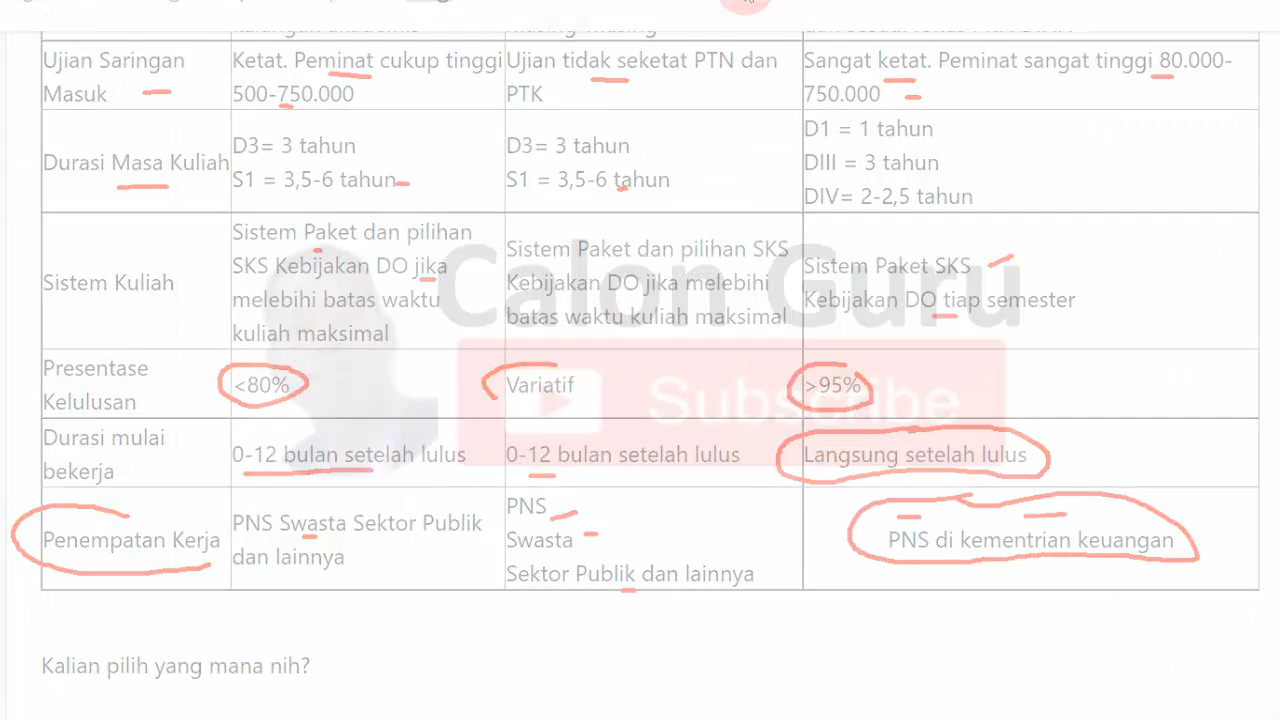 Ujian Saringan
Masuk
Ketat. Peminat cukup tinggi
500-750.000
Ujian tidak seketat PTN dan
PTK
Sangat ketat. Peminat sangat tinggi 80.000-
750.000
Durasi Masa Kuliah
D3= 3 tahun
S1 = 3,5-6 tahun
D3= 3 tahun
S1 = 3,5-6 tahun
D1 = 1 tahun
DIII = 3 tahun
DIV= 2-2,5 tahun
Sistem Kuliah
Sistem Paket dan pilihan
SKS Kebijakan DO jika
melebihi batas waktu
kuliah maksimal
Sistem Paket dan pilihan SKS
Kebijakan DO jika melebihi
batas waktu kuliah maksimal
Sistem Paket SKS
Kebijakan DO tiap semester
Presentase
Kelulusan
<80%
Variatif
>95%
Durasi mulai
bekerja
0-12 bulan setelah lulus
0-12 bulan setelah lulus
Langsung setelah lulus
Penempatan Kerja
PNS Swasta Sektor Publik
dan lainnya
PNS
Swasta
Sektor Publik dan lainnya
PNS di kementrian keuangan
Kalian pilih yang mana nih?
Calon Guru
Subscribe